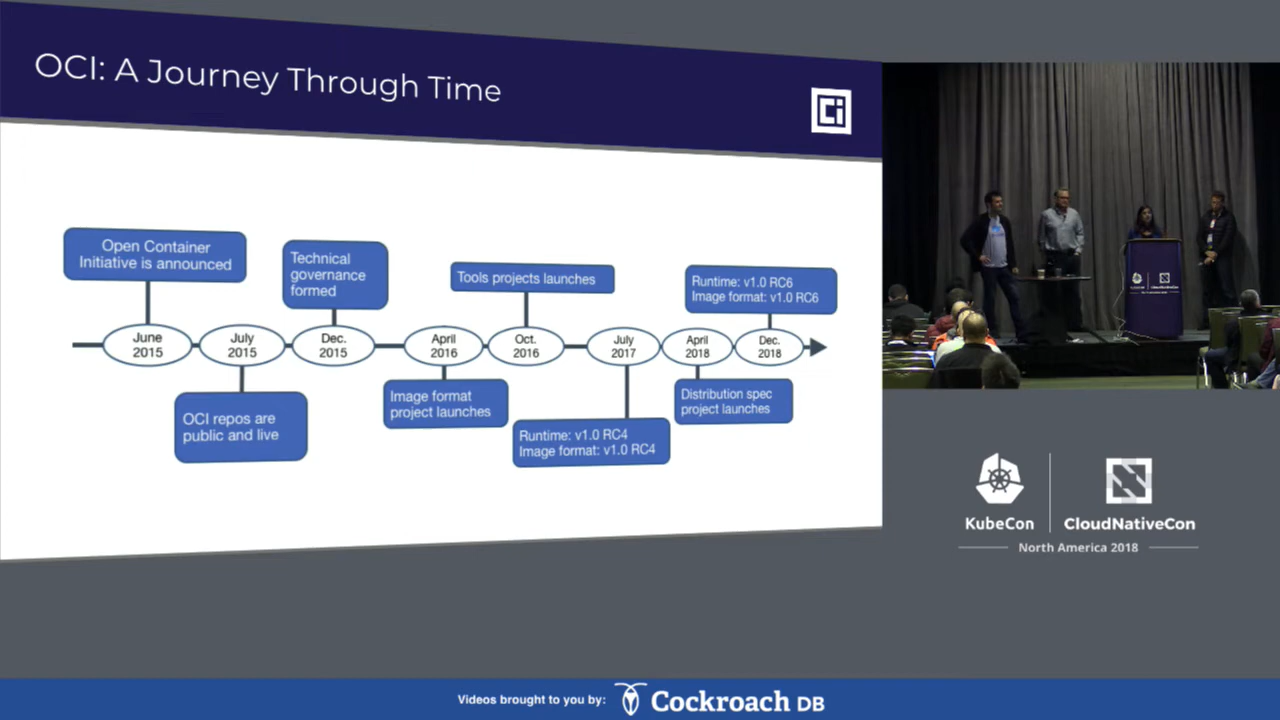 OCI: A Journey Through Time
Ci
Open Container
Initiative is announced
Technical
governance
formed
Tools projects launches
Runtime: v1.0 RC6
Image format: v1.0 RC6
June
2015
July
2015
Dec.
2015
April
2016
Oct.
2016
July
2017
April
2018
Dec.
2018
OCI repos are
public and live
Image format
project launches
Runtime: v1.0 RC4
Image format: v1.0 RC4
Distribution spec
project launches
KubeCon
CloudNativeCon
North America 2018
Videos brought to you by:
Cockroach DB